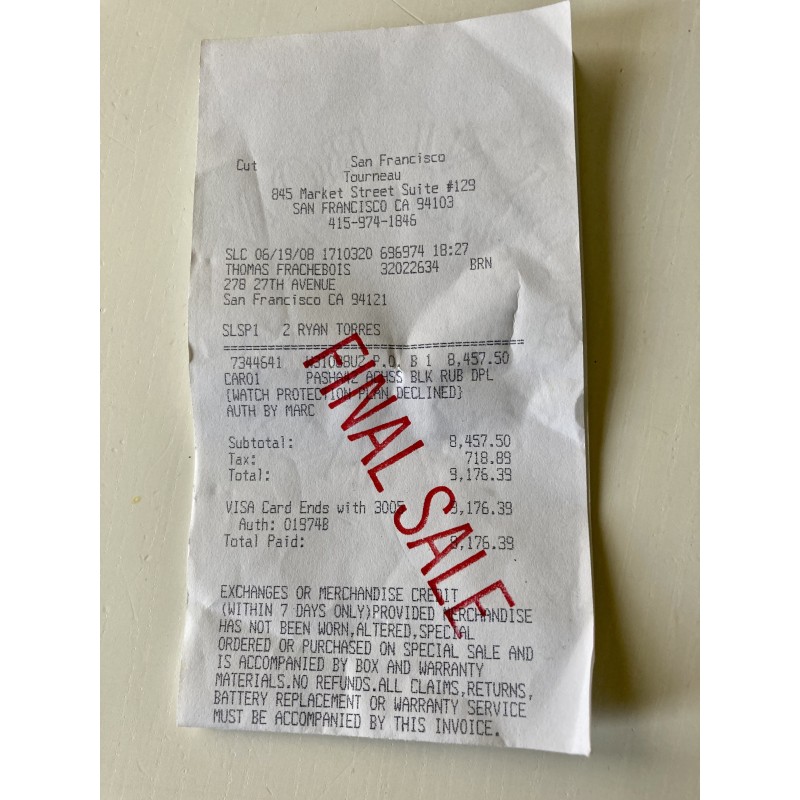 Cut San Francisco
Tourneau
845 Market Street Suite #129
SAN FRANCISCO CA 94103
415-974-1846
SLC 06/19/08 1710320 696974 18:27
THOMAS FRACHEBOIS 32022634 BRN
278 27TH AVENUE
San Francisco CA 94121
SLSP1 2 RYAN TORRES
7344641 P.O. B 1 8,457.50
CAR01 PASHA42 BLK RUB DPL
[WATCH PROTECTION PLAN DECLINED]
AUTH BY MARC
Subtotal: 8,457.50
Tax: 718.89
Total: 9,176.39
VISA Card Ends with 3005 9,176.39
Auth: 01974B
Total Paid: 9,176.39
FINAL SALE
EXCHANGES OR MERCHANDISE CREDIT
(WITHIN 7 DAYS ONLY)PROVIDED MERCHANDISE
HAS NOT BEEN WORN,ALTERED,SPECIAL
ORDERED OR PURCHASED ON SPECIAL SALE AND
IS ACCOMPANIED BY BOX AND WARRANTY
MATERIALS.NO REFUNDS.ALL CLAIMS,RETURNS,
BATTERY REPLACEMENT OR WARRANTY SERVICE
MUST BE ACCOMPANIED BY THIS INVOICE.